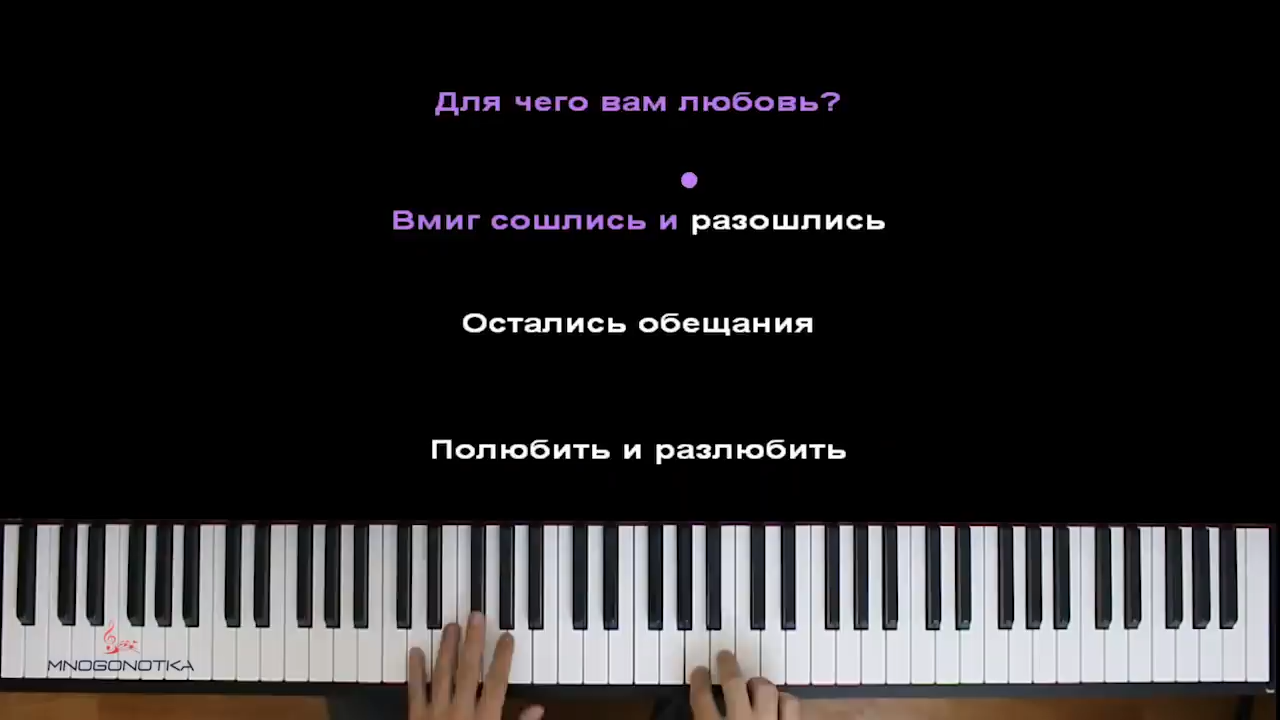 Для чего вам любовь?
Вмиг сошлись и разошлись
Остались обещания
Полюбить и разлюбить
MNOGONOTKA